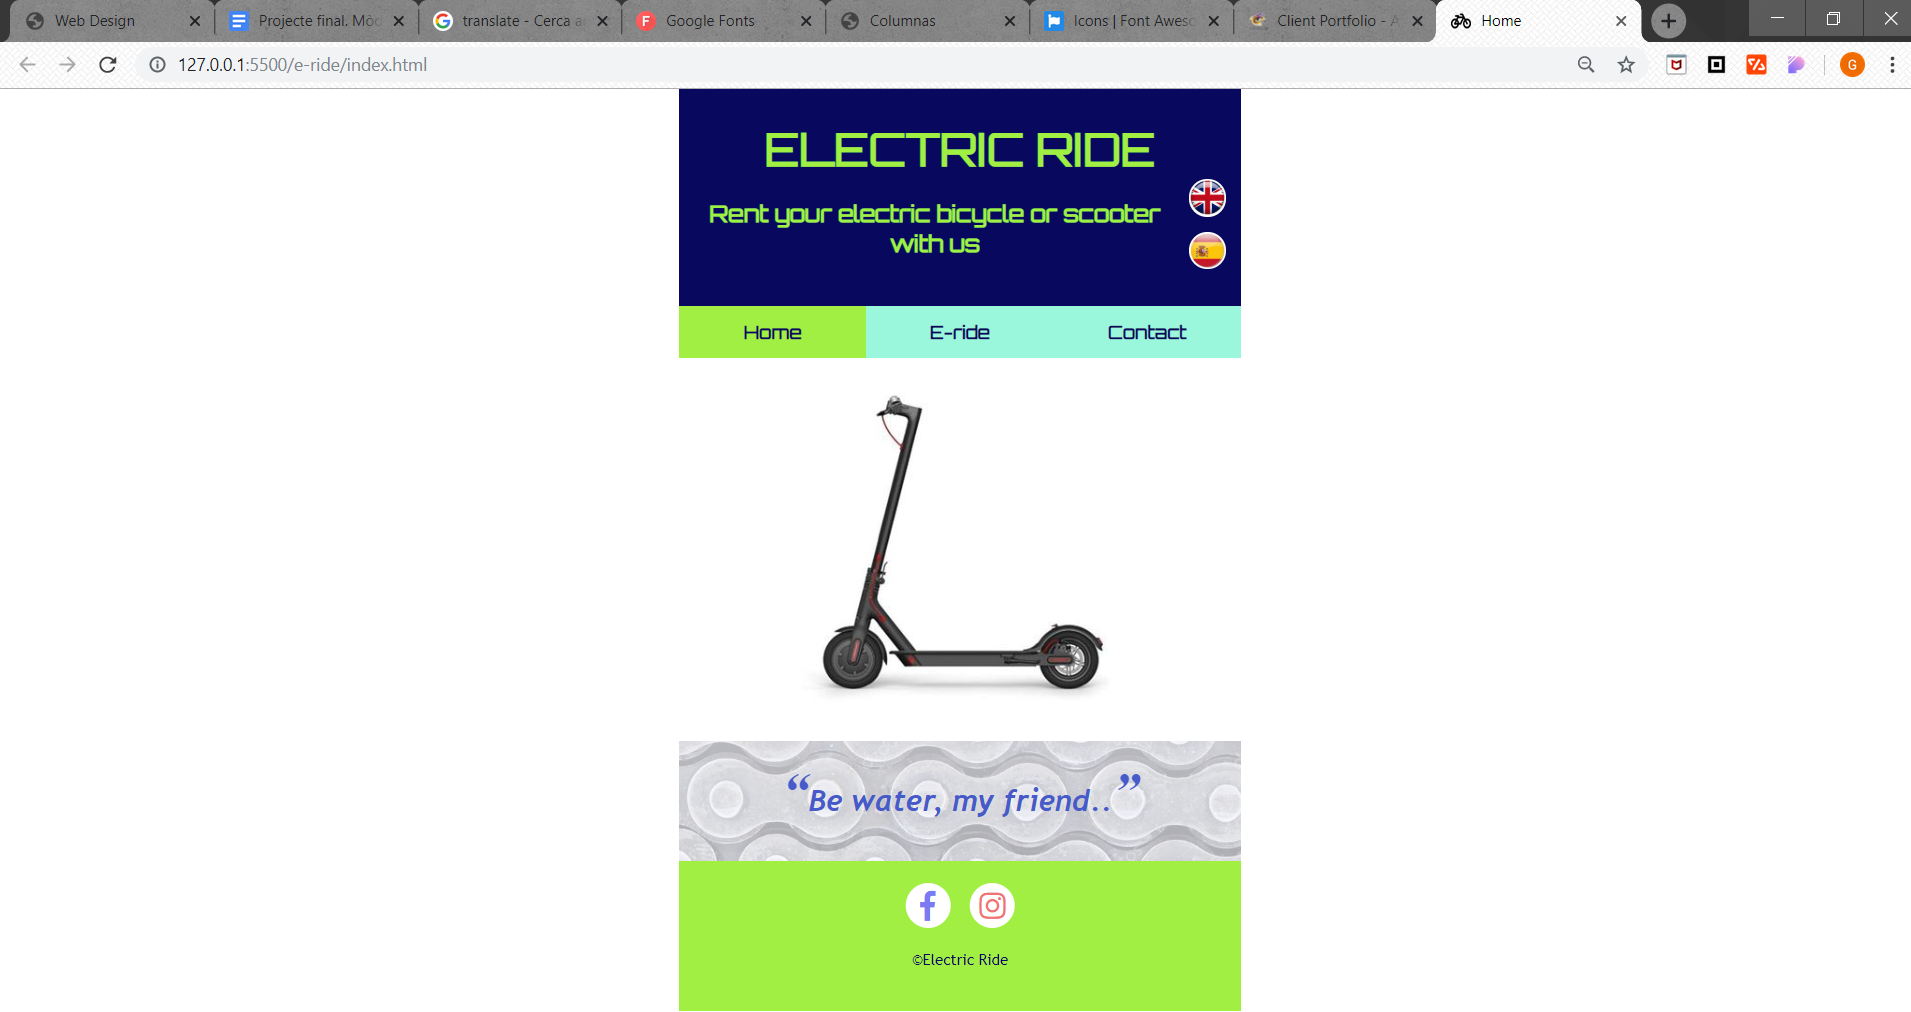 Web Design
Projecte final. Mòd
translate - Cerca a
Google Fonts
Columnas
Icons | Font Awes
Client Portfolio - A
Home
127.0.0.1:5500/e-ride/index.html
G
ELECTRIC RIDE
Rent your electric bicycle or scooter
with us
Home
E-ride
Contact
“Be water, my friend..”
©Electric Ride